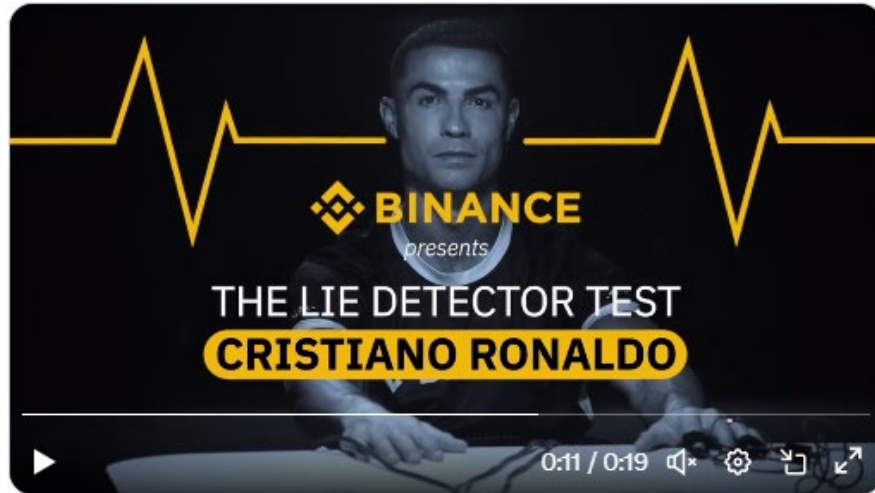 BINANCE
presents
THE LIE DETECTOR TEST
CRISTIANO RONALDO
0:11 / 0:19